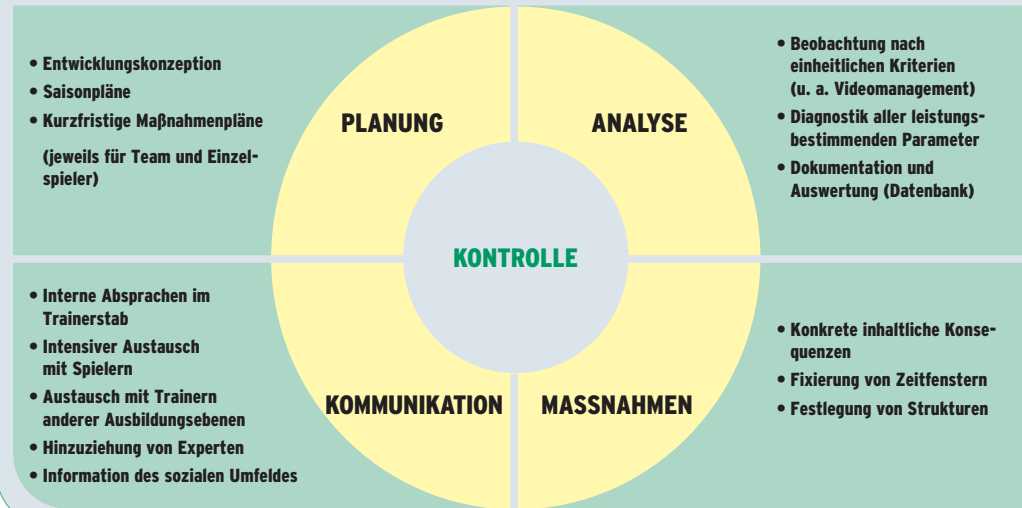 • Entwicklungskonzeption
• Saisonpläne
• Kurzfristige Maßnahmenpläne
(jeweils für Team und Einzel-
spieler)
PLANUNG
ANALYSE
• Beobachtung nach
einheitlichen Kriterien
(u. a. Videomanagement)
• Diagnostik aller leistungs-
bestimmenden Parameter
• Dokumentation und
Auswertung (Datenbank)
KONTROLLE
• Interne Absprachen im
Trainerstab
• Intensiver Austausch
mit Spielern
• Austausch mit Trainern
anderer Ausbildungsebenen
• Hinzuziehung von Experten
• Information des sozialen Umfeldes
KOMMUNIKATION
MASSNAHMEN
• Konkrete inhaltliche Konse-
quenzen
• Fixierung von Zeitfenstern
• Festlegung von Strukturen